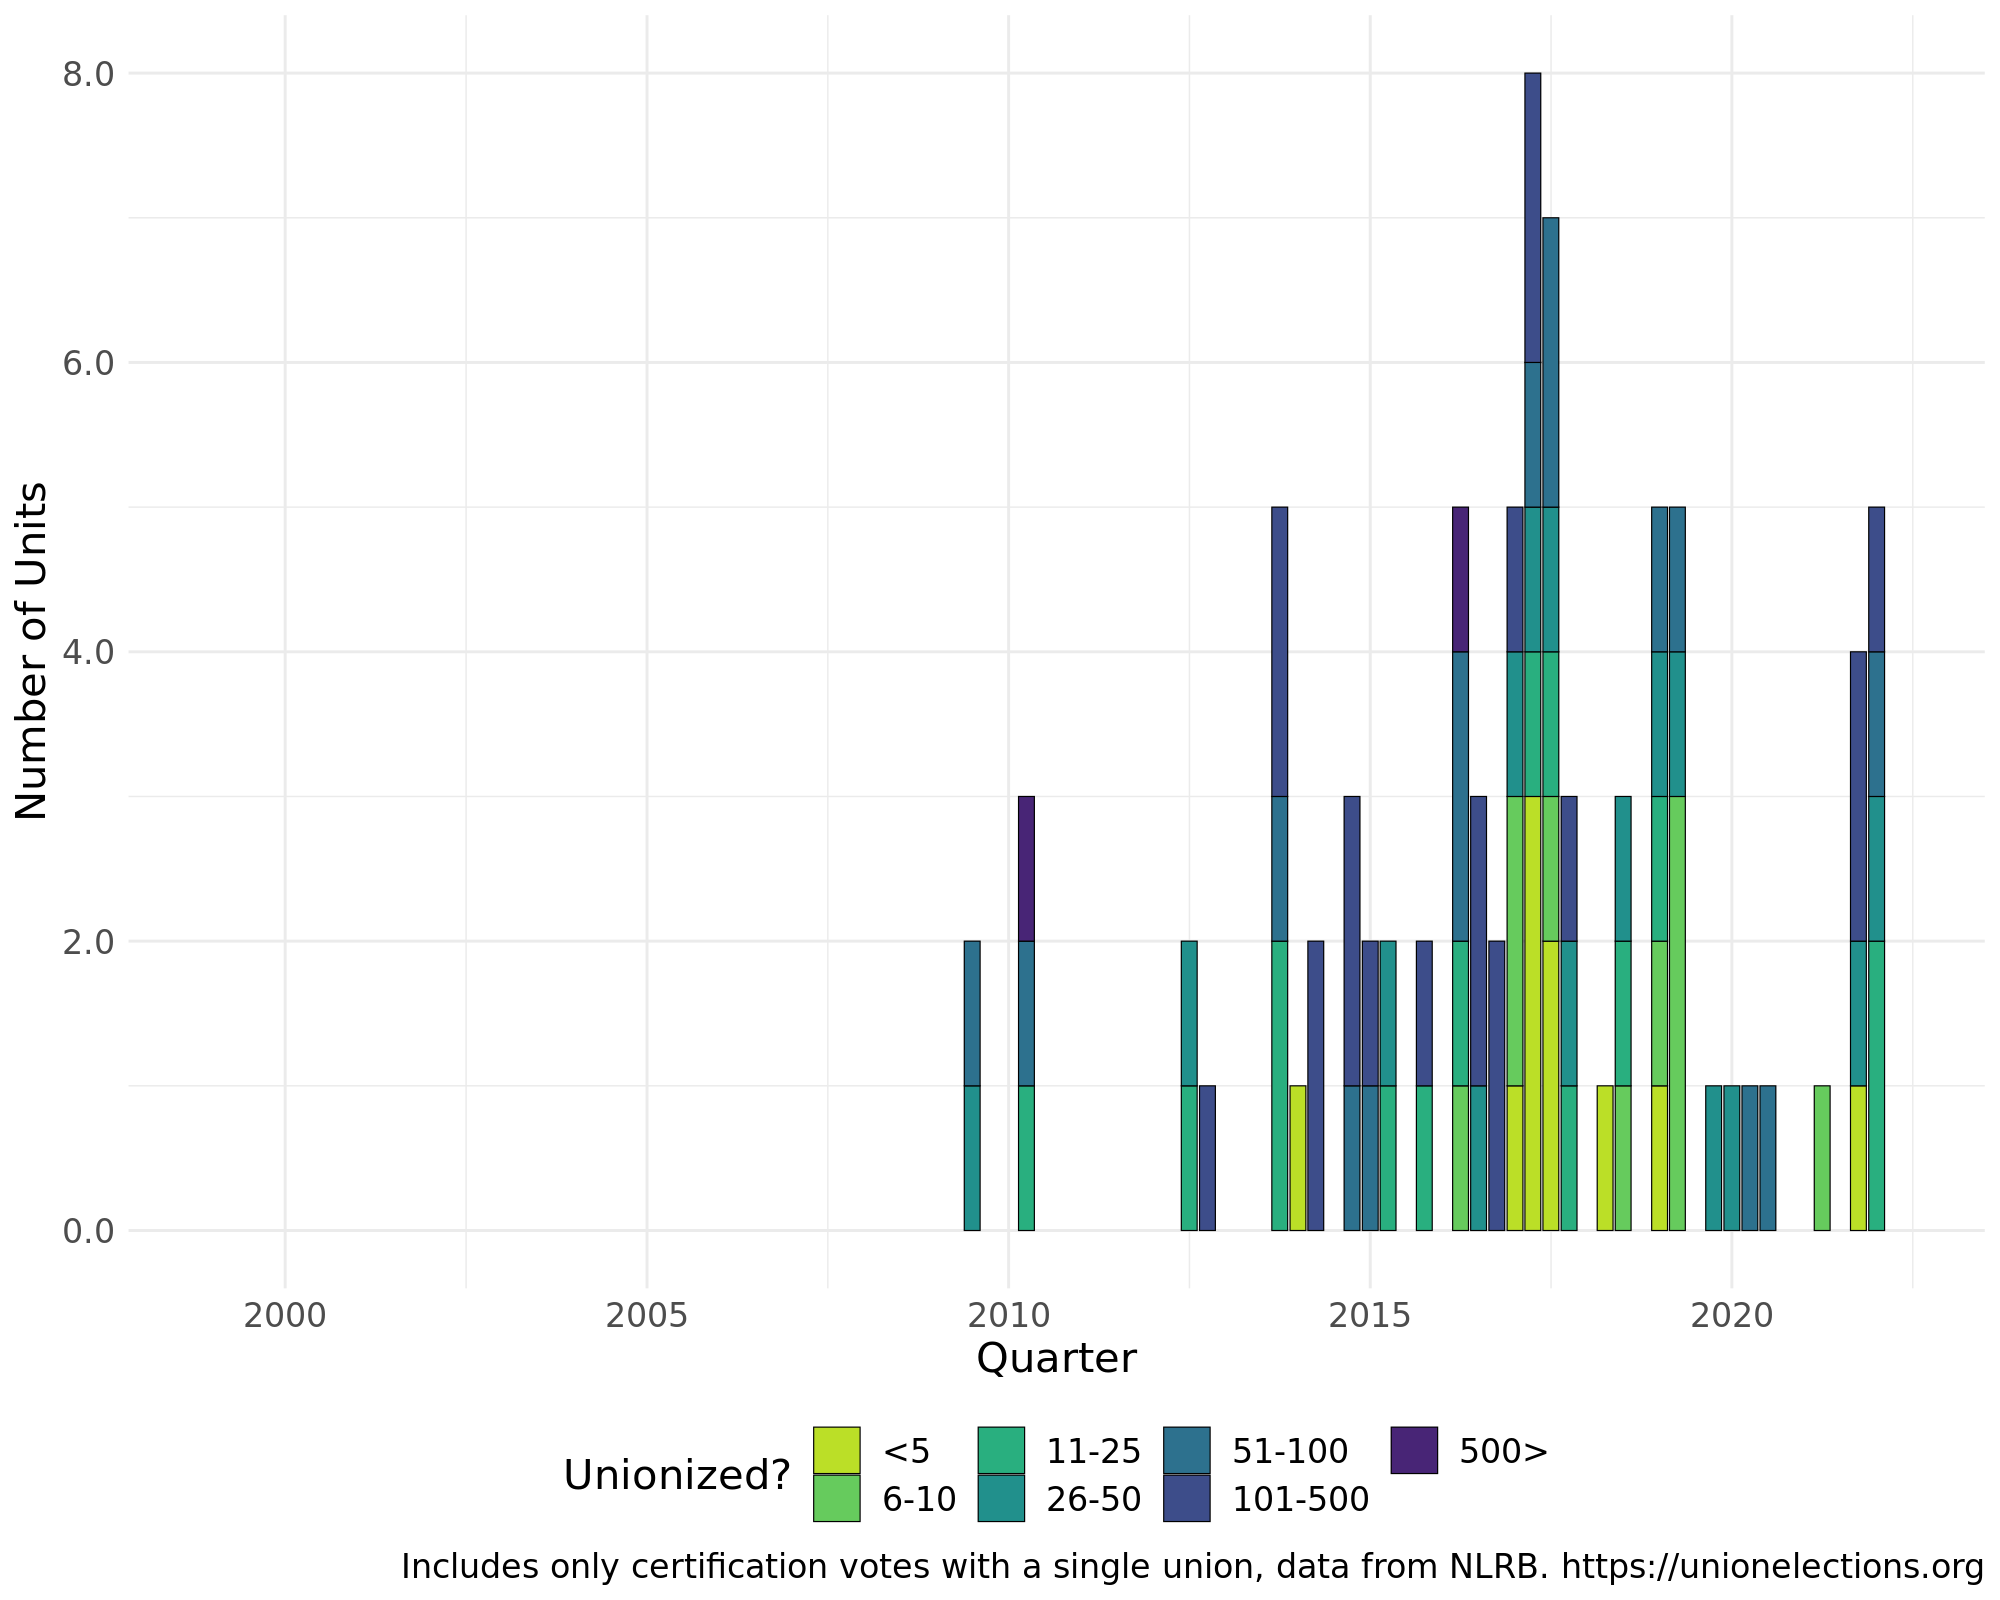 8.0
6.0
4.0
2.0
0.0
Number of Units
2000 2005 2010 2015 2020
Quarter
Unionized?
<5 11-25 51-100 500>
6-10 26-50 101-500
Includes only certification votes with a single union, data from NLRB. https://unionelections.org